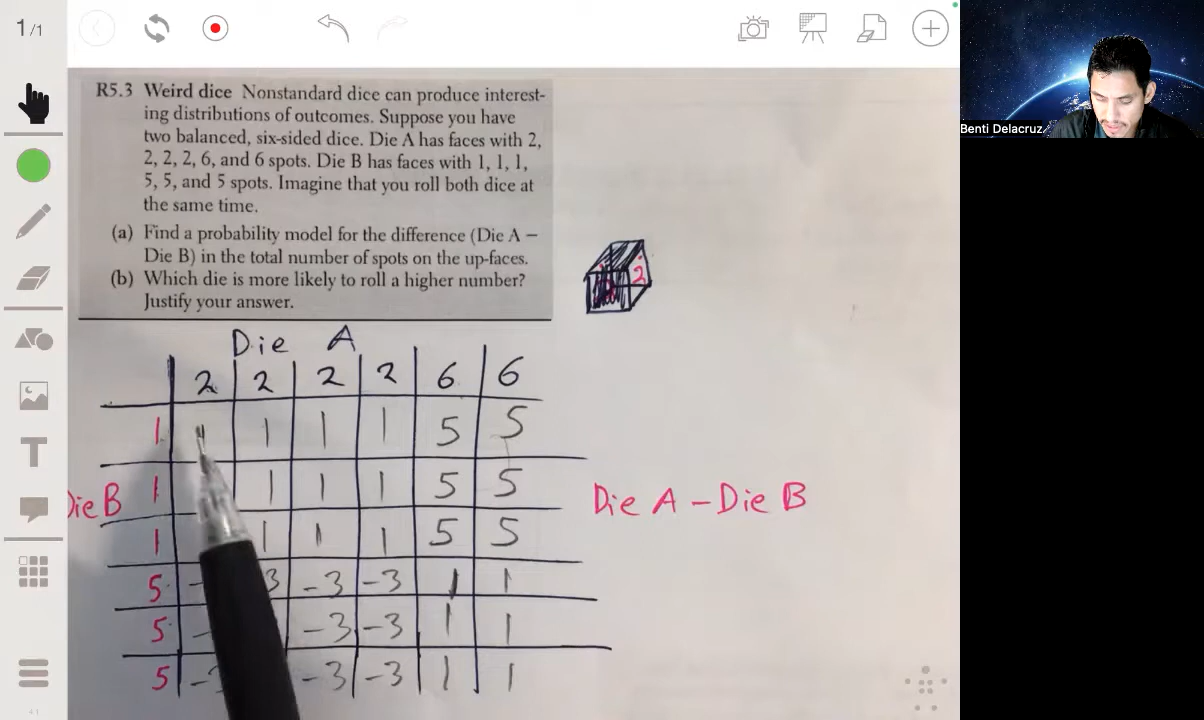 1/1
R5.3 Weird dice Nonstandard dice can produce interest-
ing distributions of outcomes. Suppose you have
two balanced, six-sided dice. Die A has faces with 2,
2, 2, 2, 6, and 6 spots. Die B has faces with 1, 1, 1,
5, 5, and 5 spots. Imagine that you roll both dice at
the same time.
(a) Find a probability model for the difference (Die A –
Die B) in the total number of spots on the up-faces.
(b) Which die is more likely to roll a higher number?
Justify your answer.
2
Die A
2 2 2 2 6 6
1 1 1 1 5 5
Die B 1 1 1 1 5 5
1 1 1 1 5 5
5 3 -3 -3 1 1
5 -3 -3 1 1
5 -3 -3 1 1
Die A - Die B
T
Benti Delacruz